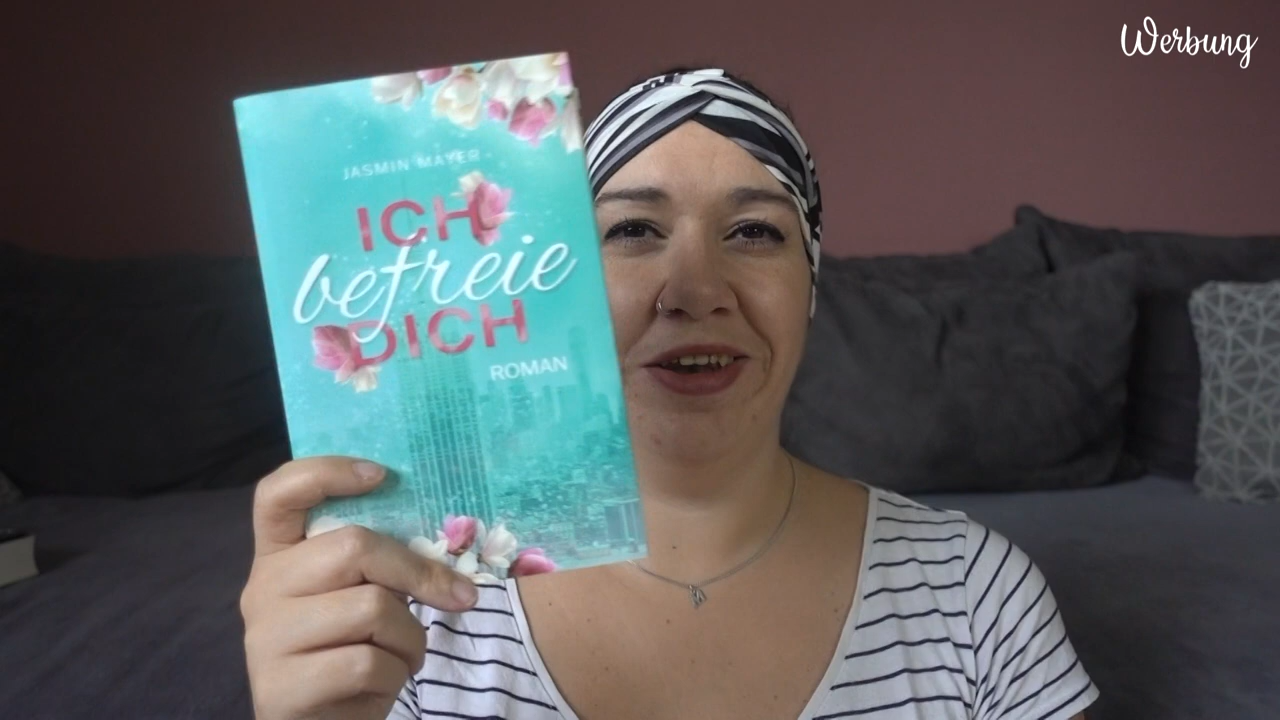 Werbung
JASMIN MAYER
ICH
befreie
DICH
ROMAN